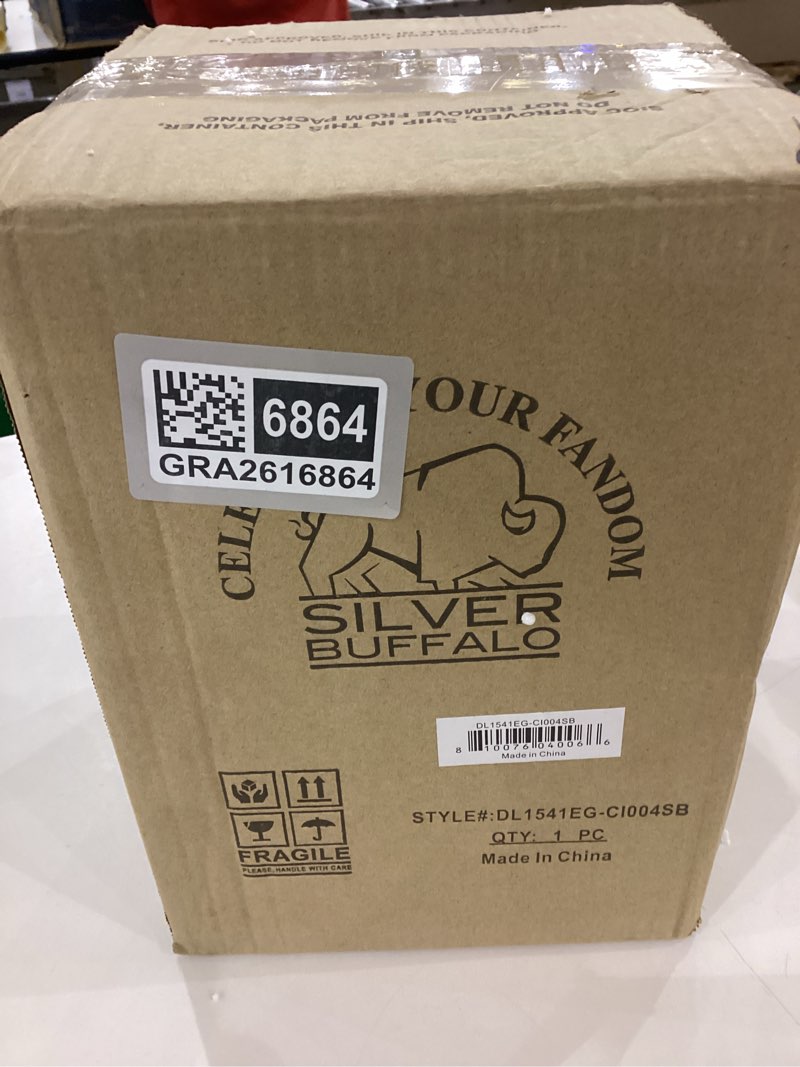 SIOC APPROVED, SHIP IN THIS CONTAINER,
DO NOT REMOVE FROM PACKAGING
6864
GRA2616864
YOUR FANDOM
SILVER
BUFFALO
DL1541EG-CI004SB
8 10076 04006 6
Made in China
STYLE#:DL1541EG-CI004SB
QTY: 1 PC
Made In China
FRAGILE
PLEASE, HANDLE WITH CARE